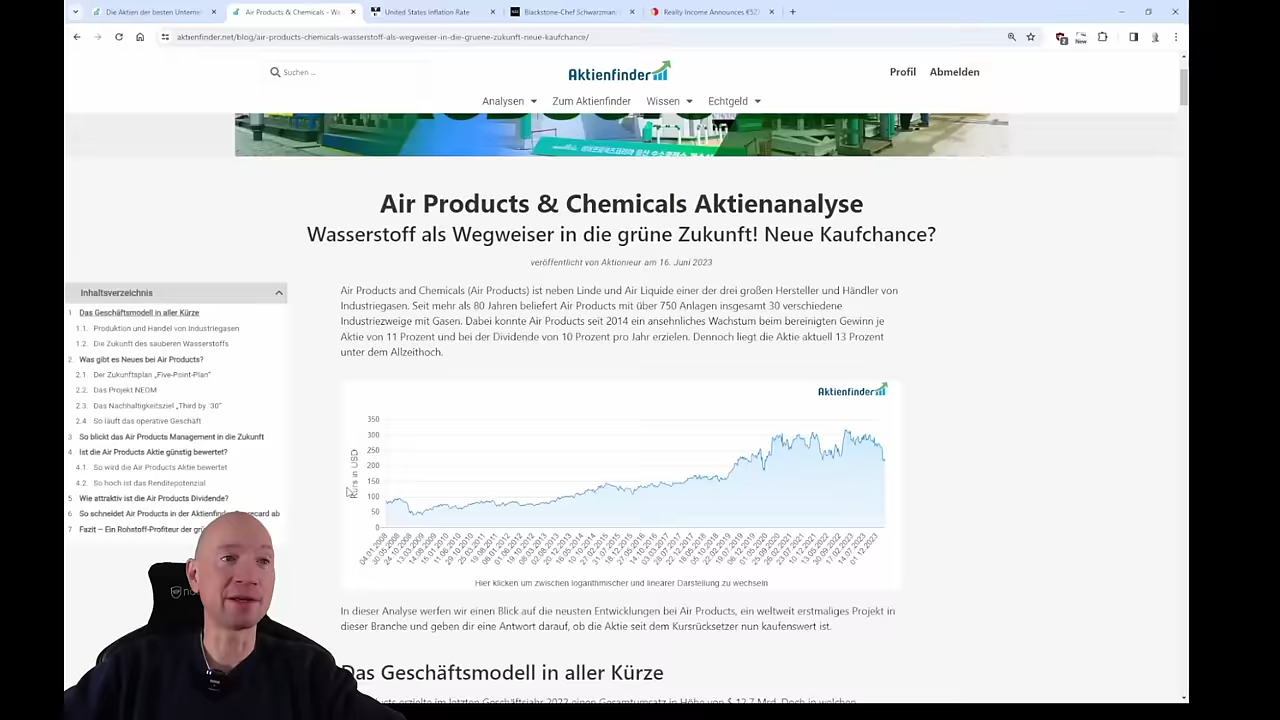 Die Aktien der besten Unterne
Air Products & Chemicals - Wa
United States Inflation Rate
Blackstone-Chef Schwarzman:
Realty Income Announces €52
aktienfinder.net/blog/air-products-chemicals-wasserstoff-als-wegweiser-in-die-gruene-zukunft-neue-kaufchance/
New
Suchen ...
Aktienfinder
Profil
Abmelden
Analysen
Zum Aktienfinder
Wissen
Echtgeld
Air Products & Chemicals Aktienanalyse
Wasserstoff als Wegweiser in die grüne Zukunft! Neue Kaufchance?
veröffentlicht von Aktionieur am 16. Juni 2023
Inhaltsverzeichnis
1 Das Geschäftsmodell in aller Kürze
1.1. Produktion und Handel von Industriegasen
1.2. Die Zukunft des sauberen Wasserstoffs
2. Was gibt es Neues bei Air Products?
2.1. Der Zukunftsplan „Five-Point-Plan“
2.2. Das Projekt NEOM
2.3. Das Nachhaltigkeitsziel „Third by '30“
2.4 So läuft das operative Geschäft
3 So blickt das Air Products Management in die Zukunft
4. Ist die Air Products Aktie günstig bewertet?
4.1. So wird die Air Products Aktie bewertet
4.2. So hoch ist das Renditepotenzial
5 Wie attraktiv ist die Air Products Dividende?
6 So schneidet Air Products in der Aktienfinder Scorecard ab
7 Fazit – Ein Rohstoff-Profiteur der grü
Air Products and Chemicals (Air Products) ist neben Linde und Air Liquide einer der drei großen Hersteller und Händler von
Industriegasen. Seit mehr als 80 Jahren beliefert Air Products mit über 750 Anlagen insgesamt 30 verschiedene
Industriezweige mit Gasen. Dabei konnte Air Products seit 2014 ein ansehnliches Wachstum beim bereinigten Gewinn je
Aktie von 11 Prozent und bei der Dividende von 10 Prozent pro Jahr erzielen. Dennoch liegt die Aktie aktuell 13 Prozent
unter dem Allzeithoch.
Aktienfinder
Kurs in USD
350
300
250
200
150
100
50
0
Hier klicken um zwischen logarithmischer und linearer Darstellung zu wechseln
In dieser Analyse werfen wir einen Blick auf die neusten Entwicklungen bei Air Products, ein weltweit erstmaliges Projekt in
dieser Branche und geben dir eine Antwort darauf, ob die Aktie seit dem Kursrücksetzer nun kaufenswert ist.
Das Geschäftsmodell in aller Kürze